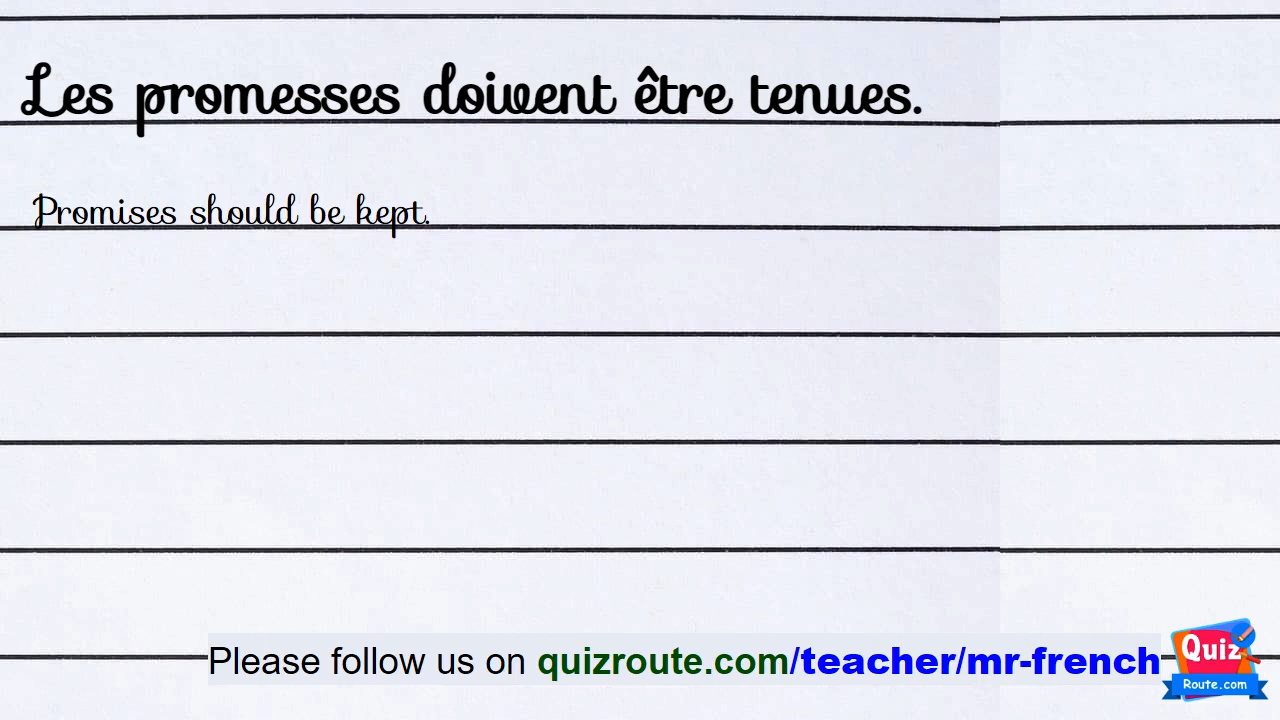 Les promesses doivent être tenues.
Promises should be kept.
Please follow us on quizroute.com/teacher/mr-french
Quiz
Route.com